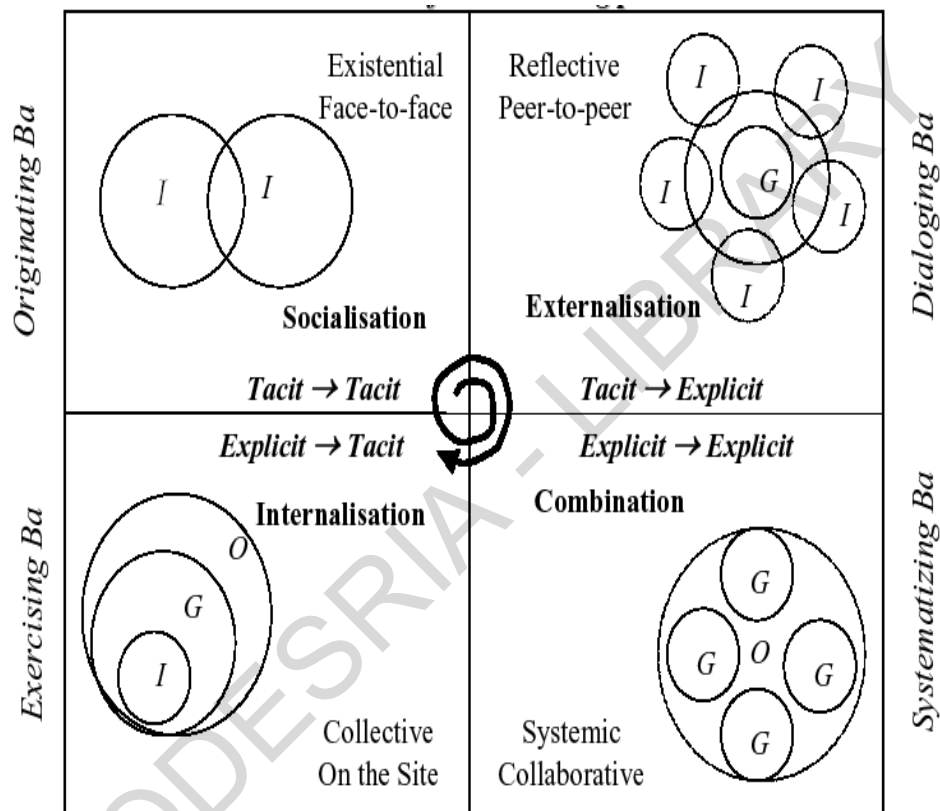 Originating Ba
Existential
Face-to-face
I
I
Socialisation
Tacit → Tacit
Reflective
Peer-to-peer
I
I
I
G
I
I
Externalisation
Tacit → Explicit
Dialoging Ba
Exercising Ba
Explicit → Tacit
Internalisation
O
G
I
Collective
On the Site
Explicit → Explicit
Combination
G
G
O
G
G
Systemic
Collaborative
Systematizing Ba
ODESRIA - LIBRARY